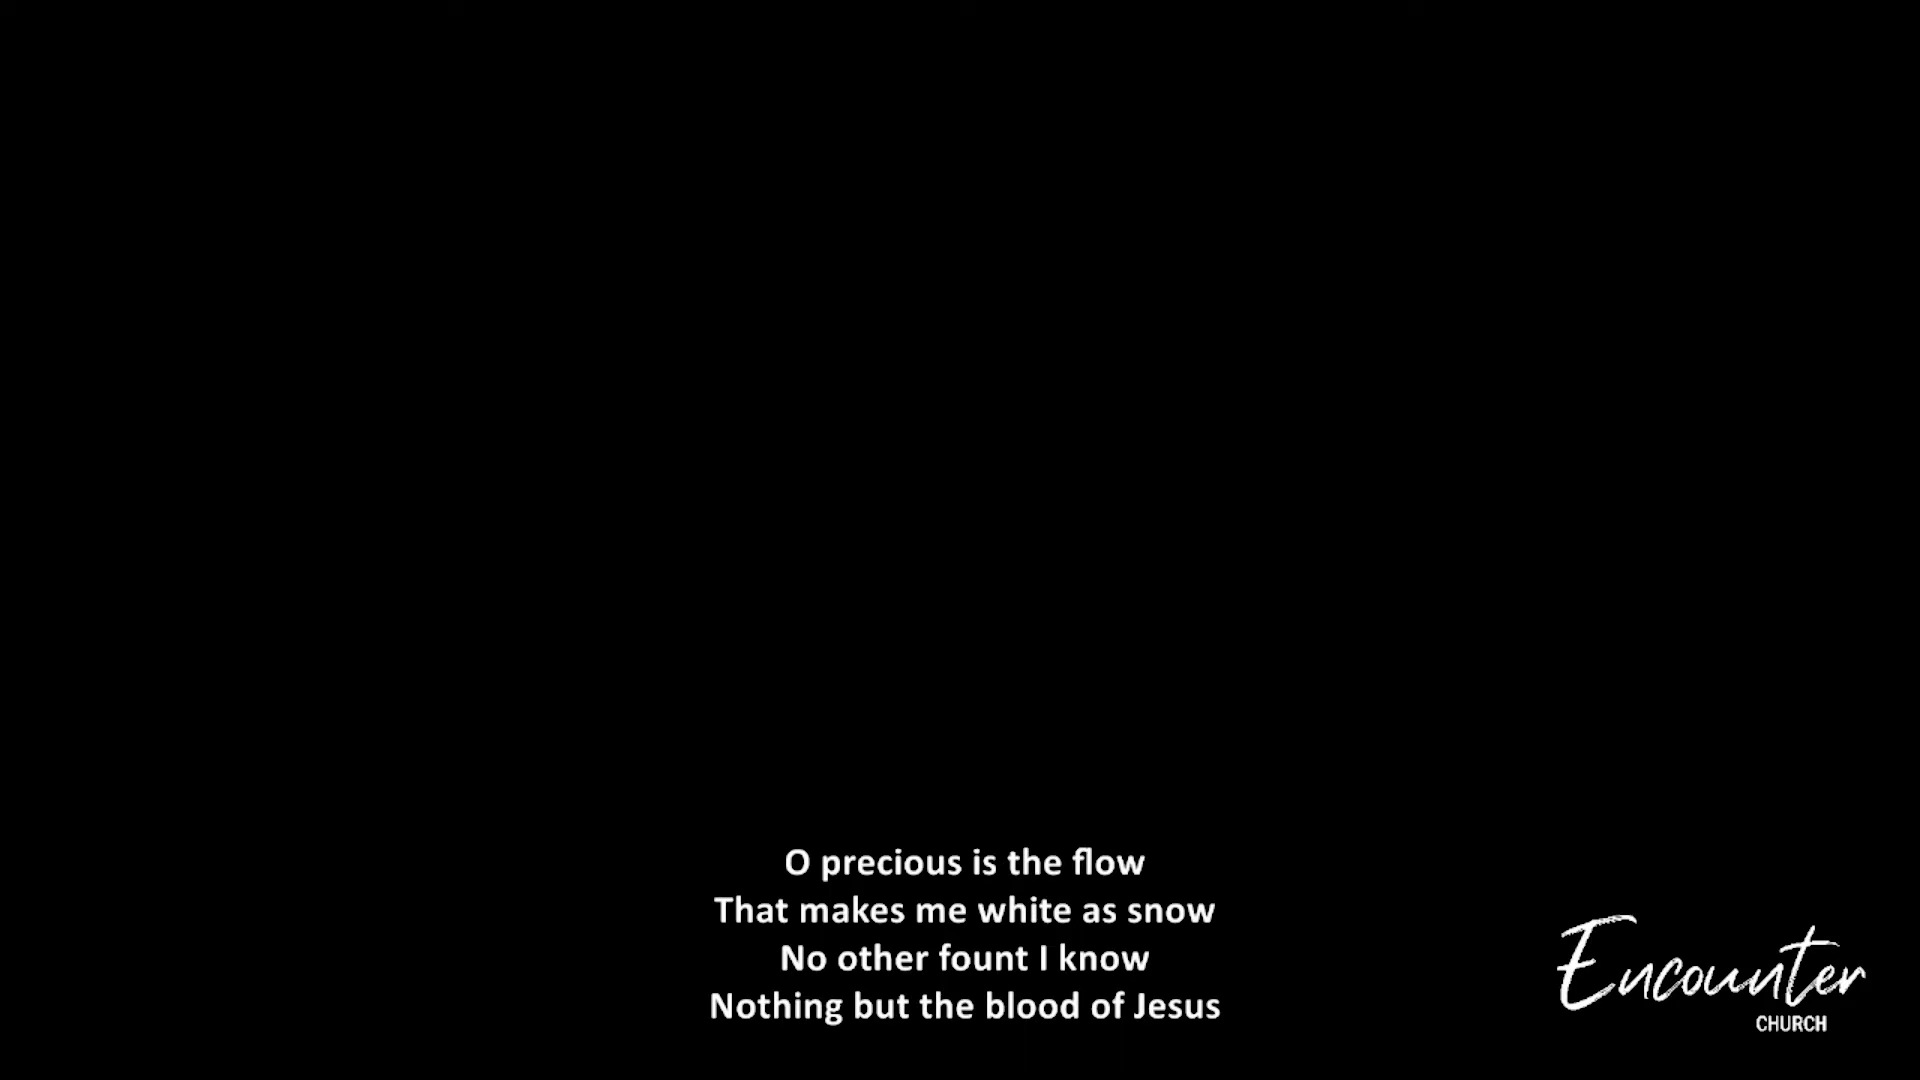 O precious is the flow
That makes me white as snow
No other fount I know
Nothing but the blood of Jesus
Encounter
CHURCH